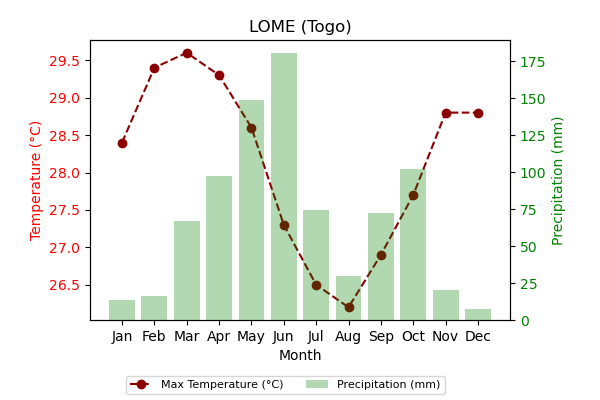 LOME (Togo)
29.5
29.0
28.5
28.0
27.5
27.0
26.5
Temperature (°C)
175
150
125
100
75
50
25
0
Precipitation (mm)
Jan Feb Mar Apr May Jun Jul Aug Sep Oct Nov Dec
Month
Max Temperature (°C) Precipitation (mm)